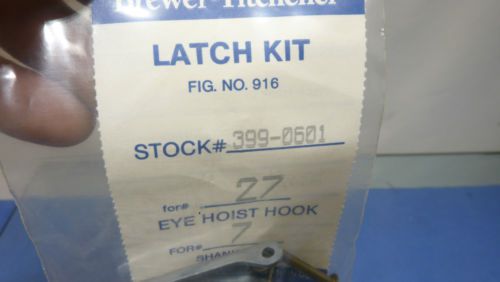 Brewer-Titchener
LATCH KIT
FIG. NO. 916
STOCK# 399-0601
for# 27
EYE HOIST HOOK
FOR# 7